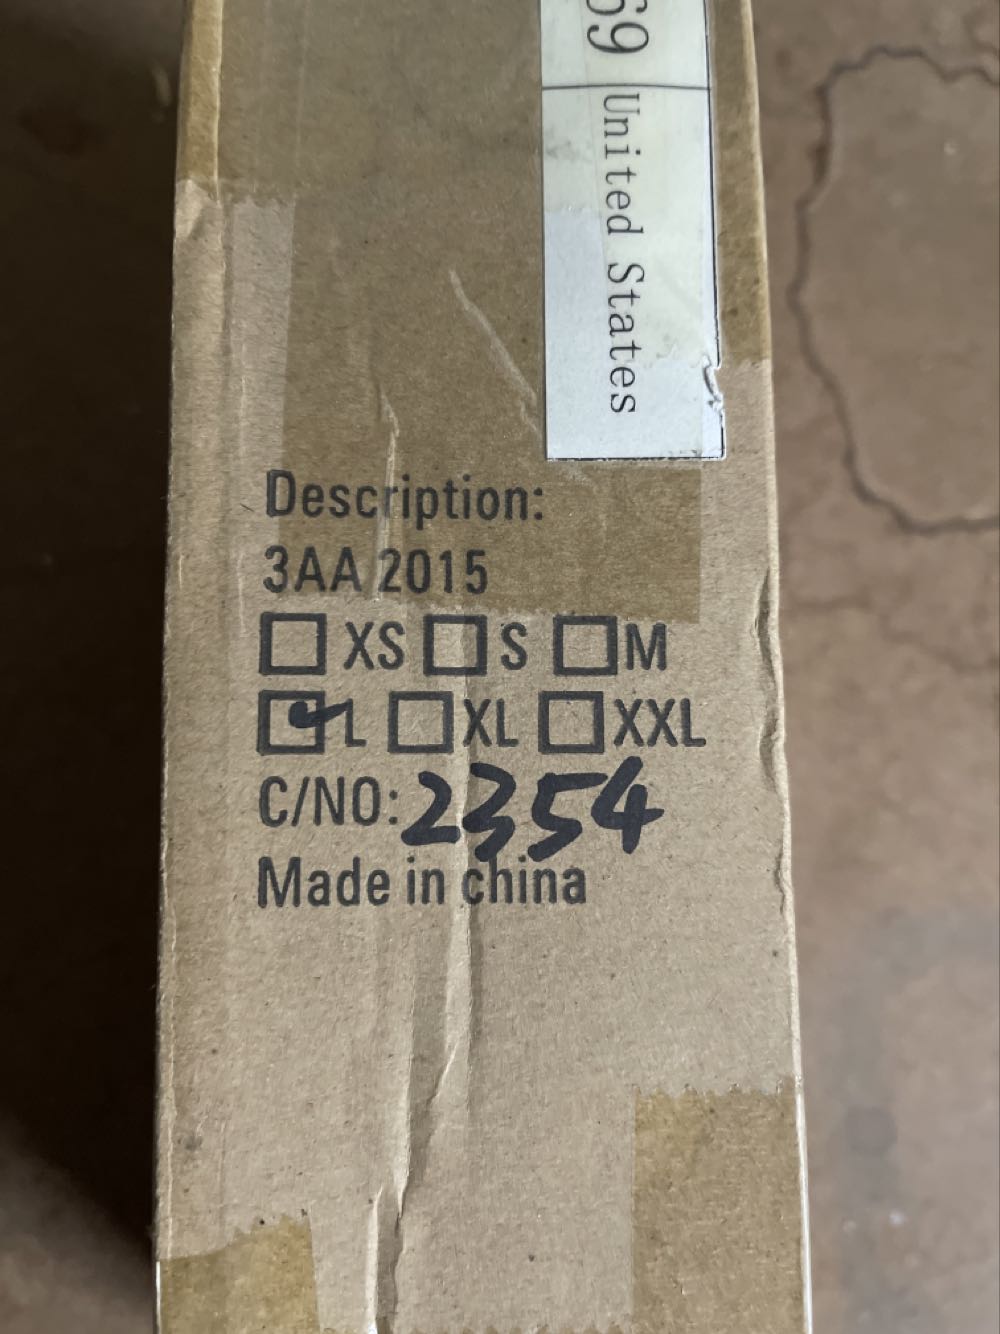 69 United States
Description:
3AA 2015
☐ XS ☐ S ☐ M
☑ L ☐ XL ☐ XXL
C/NO: 2354
Made in china